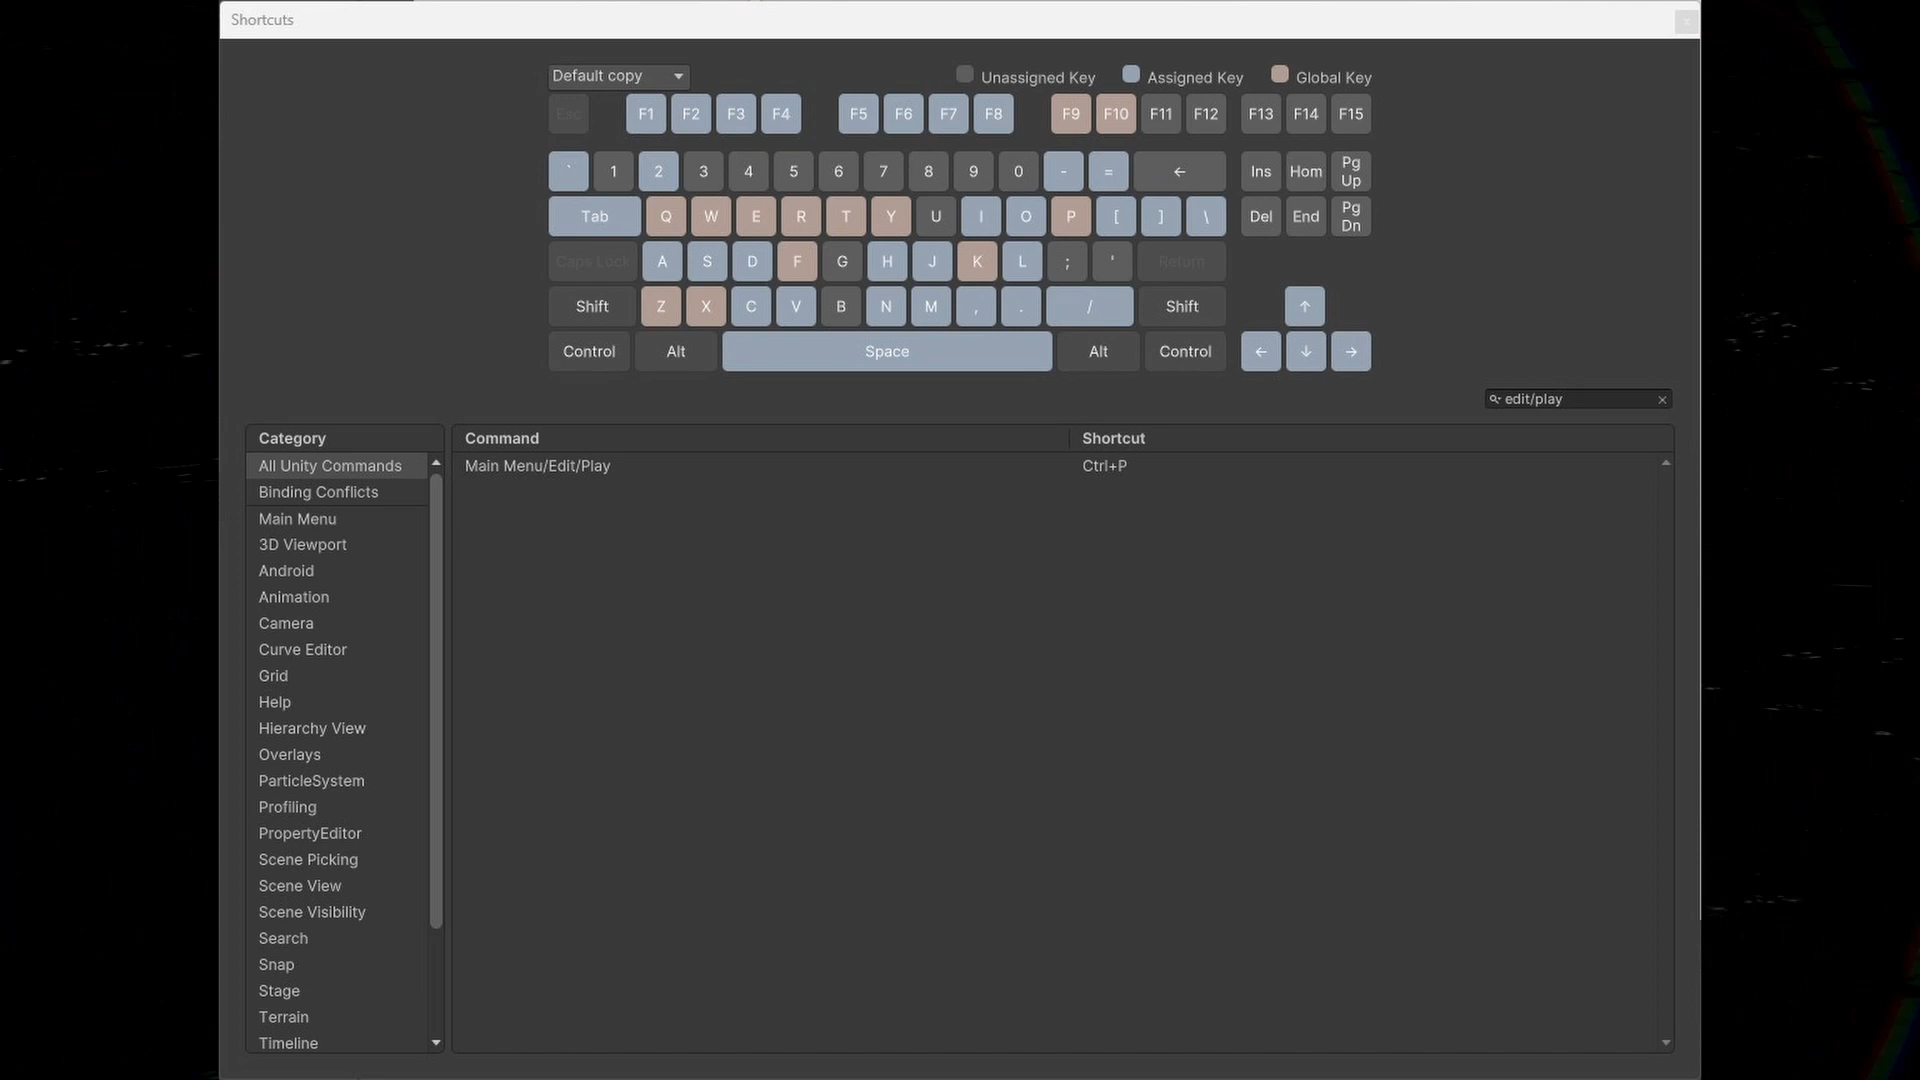 Shortcuts
Default copy
Unassigned Key
Assigned Key
Global Key
Esc F1 F2 F3 F4 F5 F6 F7 F8 F9 F10 F11 F12 F13 F14 F15
` 1 2 3 4 5 6 7 8 9 0 - = ← Ins Hom Pg Up
Tab Q W E R T Y U I O P [ ] \ Del End Pg Dn
Caps Lock A S D F G H J K L ; ' Return
Shift Z X C V B N M , . / Shift ↑
Control Alt Space Alt Control ← ↓ →
edit/play
Category
All Unity Commands
Binding Conflicts
Main Menu
3D Viewport
Android
Animation
Camera
Curve Editor
Grid
Help
Hierarchy View
Overlays
ParticleSystem
Profiling
PropertyEditor
Scene Picking
Scene View
Scene Visibility
Search
Snap
Stage
Terrain
Timeline
Command Shortcut
Main Menu/Edit/Play Ctrl+P